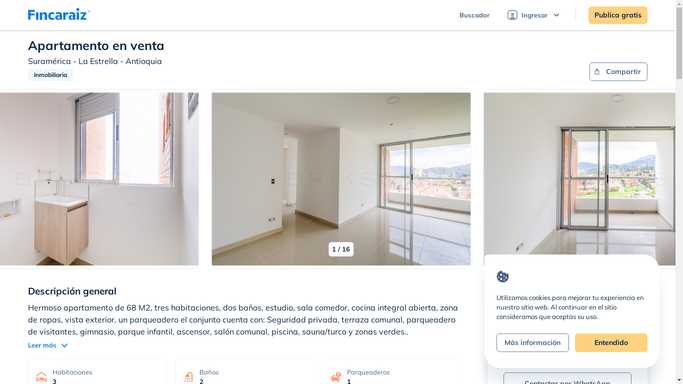 Fincaraiz
Buscador
Ingresar
Publica gratis
Apartamento en venta
Suramérica - La Estrella - Antioquia
Inmobiliaria
Compartir
1 / 16
Descripción general
Hermoso apartamento de 68 M2, tres habitaciones, dos baños, estudio, sala comedor, cocina integral abierta, zona
de ropas, vista exterior, un parqueadero el conjunto cuenta con: Seguridad privada, terraza comunal, parqueadero
de visitantes, gimnasio, parque infantil, ascensor, salón comunal, piscina, sauna/turco y zonas verdes..
Leer más
Habitaciones
3
Baños
2
Parqueaderos
1
Utilizamos cookies para mejorar tu experiencia en
nuestro sitio web. Al continuar en el sitio
consideramos que aceptas su uso.
Más información
Entendido
Contactar por WhatsApp